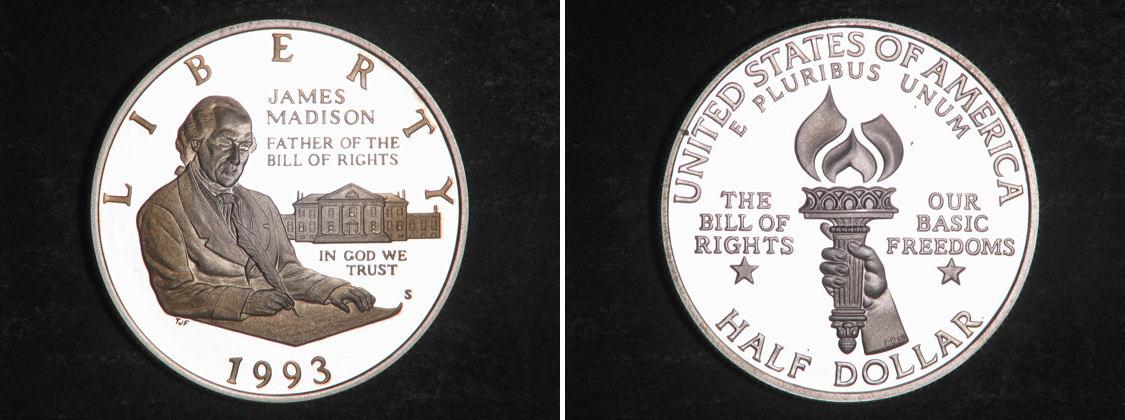 LIBERTY
JAMES
MADISON
FATHER OF THE
BILL OF RIGHTS
IN GOD WE
TRUST
S
TJF
1993
UNITED STATES OF AMERICA
E PLURIBUS UNUM
THE
BILL OF
RIGHTS
OUR
BASIC
FREEDOMS
HALF DOLLAR